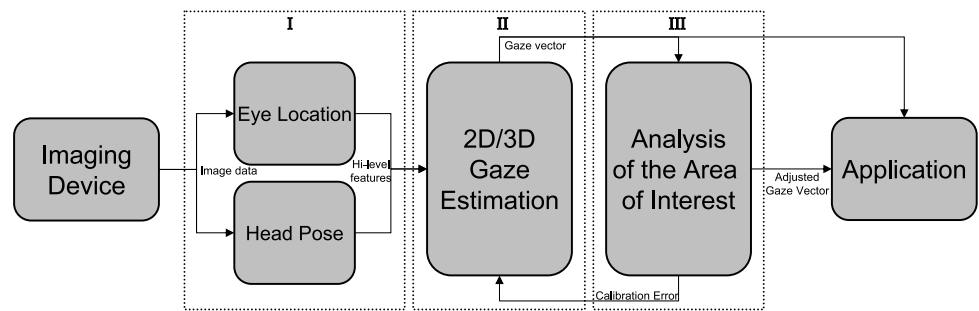 I
II
III
Gaze vector
Eye Location
Imaging
Device
Image data
Hi-level
features
Head Pose
2D/3D
Gaze
Estimation
Analysis
of the Area
of Interest
Adjusted
Gaze Vector
Application
Calibration Error